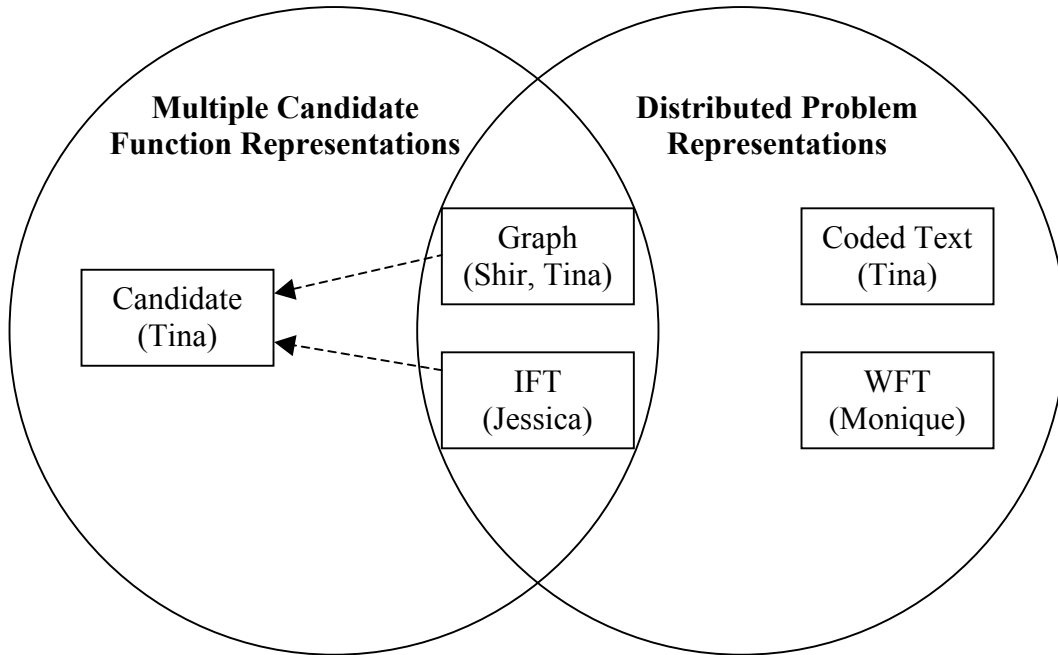 Multiple Candidate
Function Representations
Distributed Problem
Representations
Candidate
(Tina)
Graph
(Shir, Tina)
IFT
(Jessica)
Coded Text
(Tina)
WFT
(Monique)